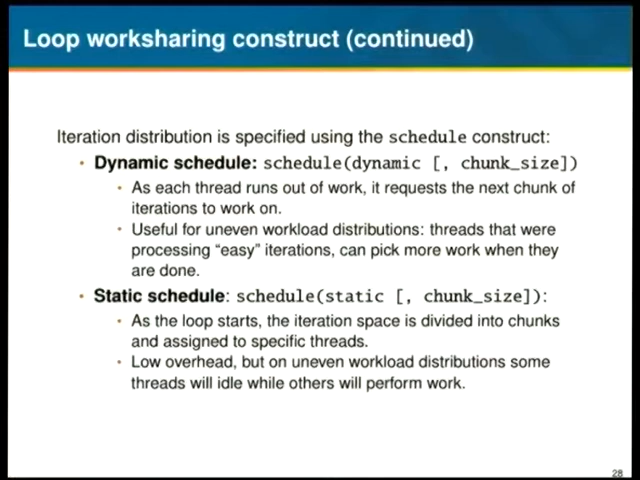 Loop worksharing construct (continued)
Iteration distribution is specified using the schedule construct:
• Dynamic schedule: schedule(dynamic [, chunk_size])
• As each thread runs out of work, it requests the next chunk of
iterations to work on.
• Useful for uneven workload distributions: threads that were
processing “easy” iterations, can pick more work when they
are done.
• Static schedule: schedule(static [, chunk_size]):
• As the loop starts, the iteration space is divided into chunks
and assigned to specific threads.
• Low overhead, but on uneven workload distributions some
threads will idle while others will perform work.
28